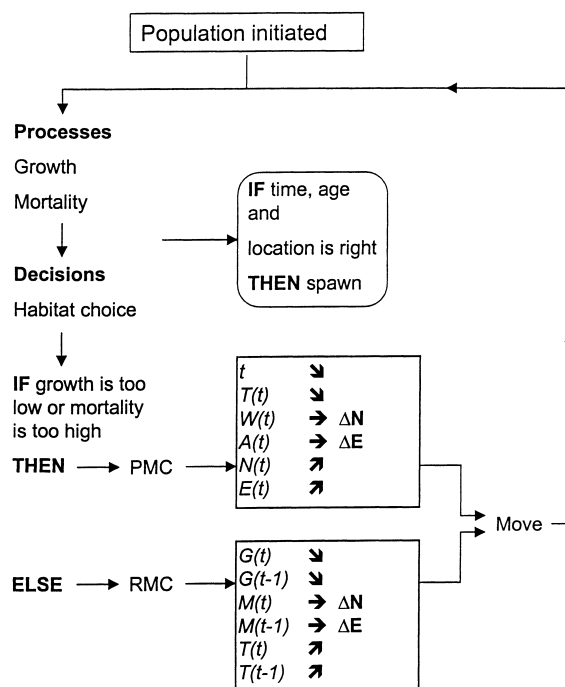 Population initiated
Processes
Growth
Mortality
IF time, age
and
location is right
THEN spawn
Decisions
Habitat choice
IF growth is too
low or mortality
is too high
THEN
PMC
t
T(t)
W(t) ΔN
A(t) ΔE
N(t)
E(t)
Move
ELSE
RMC
G(t)
G(t-1)
M(t) ΔN
M(t-1) ΔE
T(t)
T(t-1)